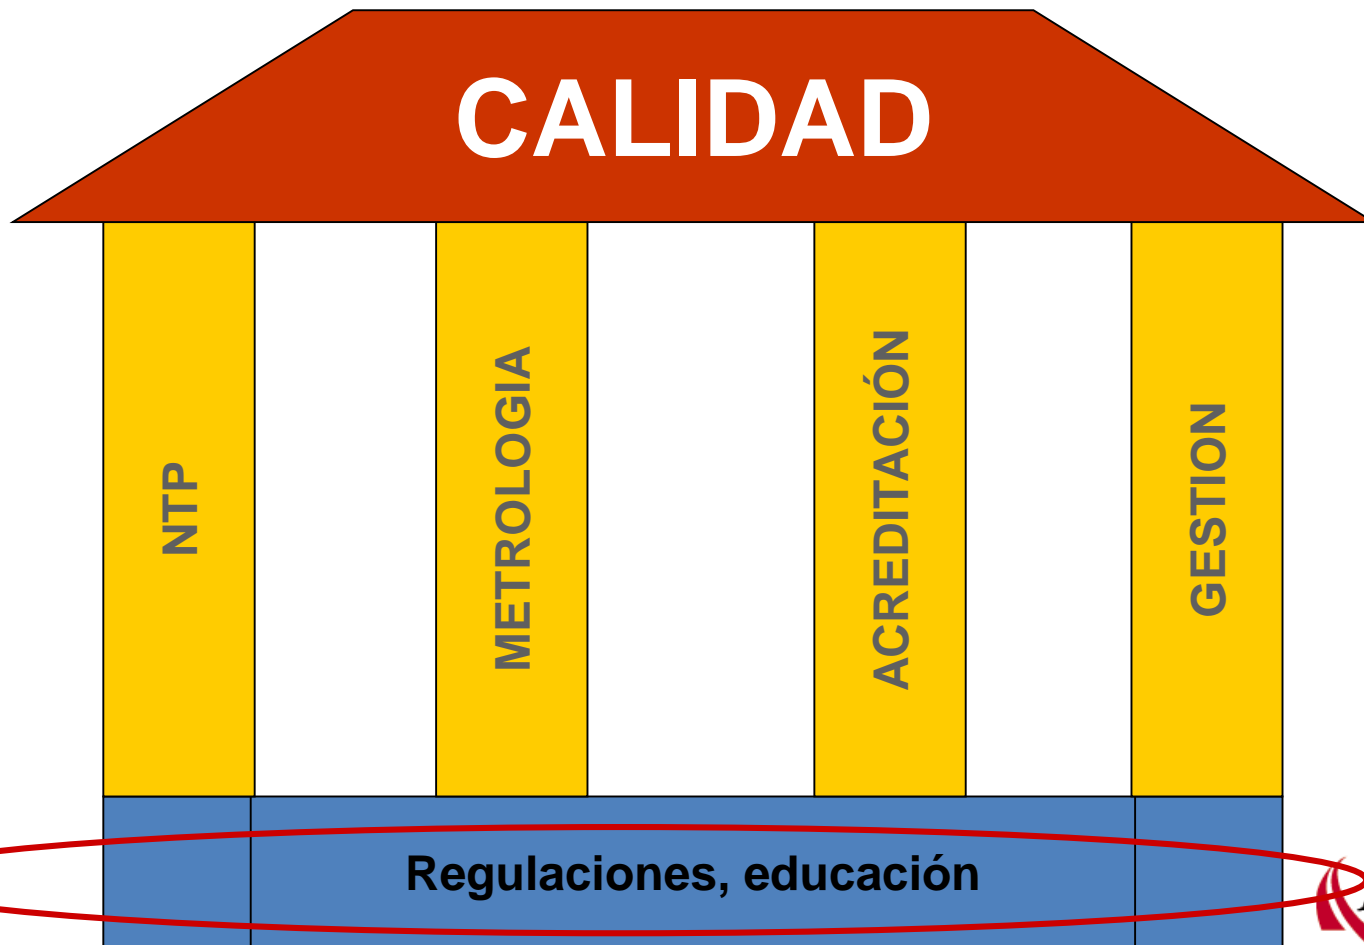 CALIDAD
NTP
METROLOGIA
ACREDITACIÓN
GESTION
Regulaciones, educación